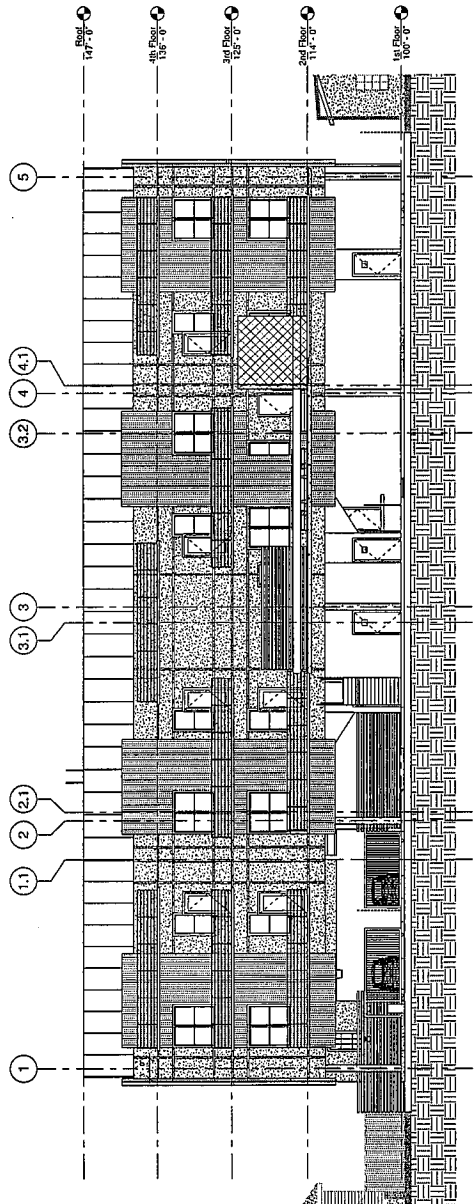 1
1.1
2
2.1
3.1
3
3.2
4
4.1
5
Roof
147' - 0"
4th Floor
136' - 0"
3rd Floor
125' - 0"
2nd Floor
114' - 0"
1st Floor
100' - 0"